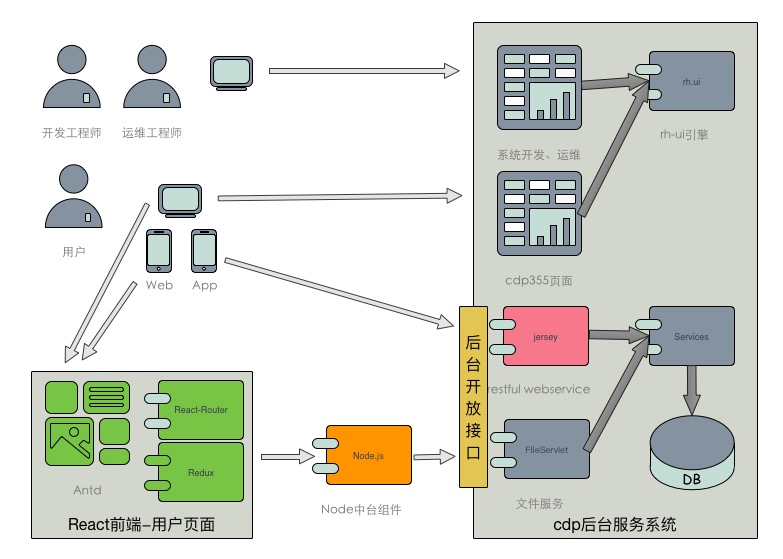 开发工程师
运维工程师
系统开发、运维
rh.ui
rh-ui引擎
用户
Web
App
cdp355页面
后台开放接口
jersey
restful webservice
Services
React-Router
Redux
Antd
React前端–用户页面
Node.js
Node中台组件
FIleServlet
文件服务
DB
cdp后台服务系统